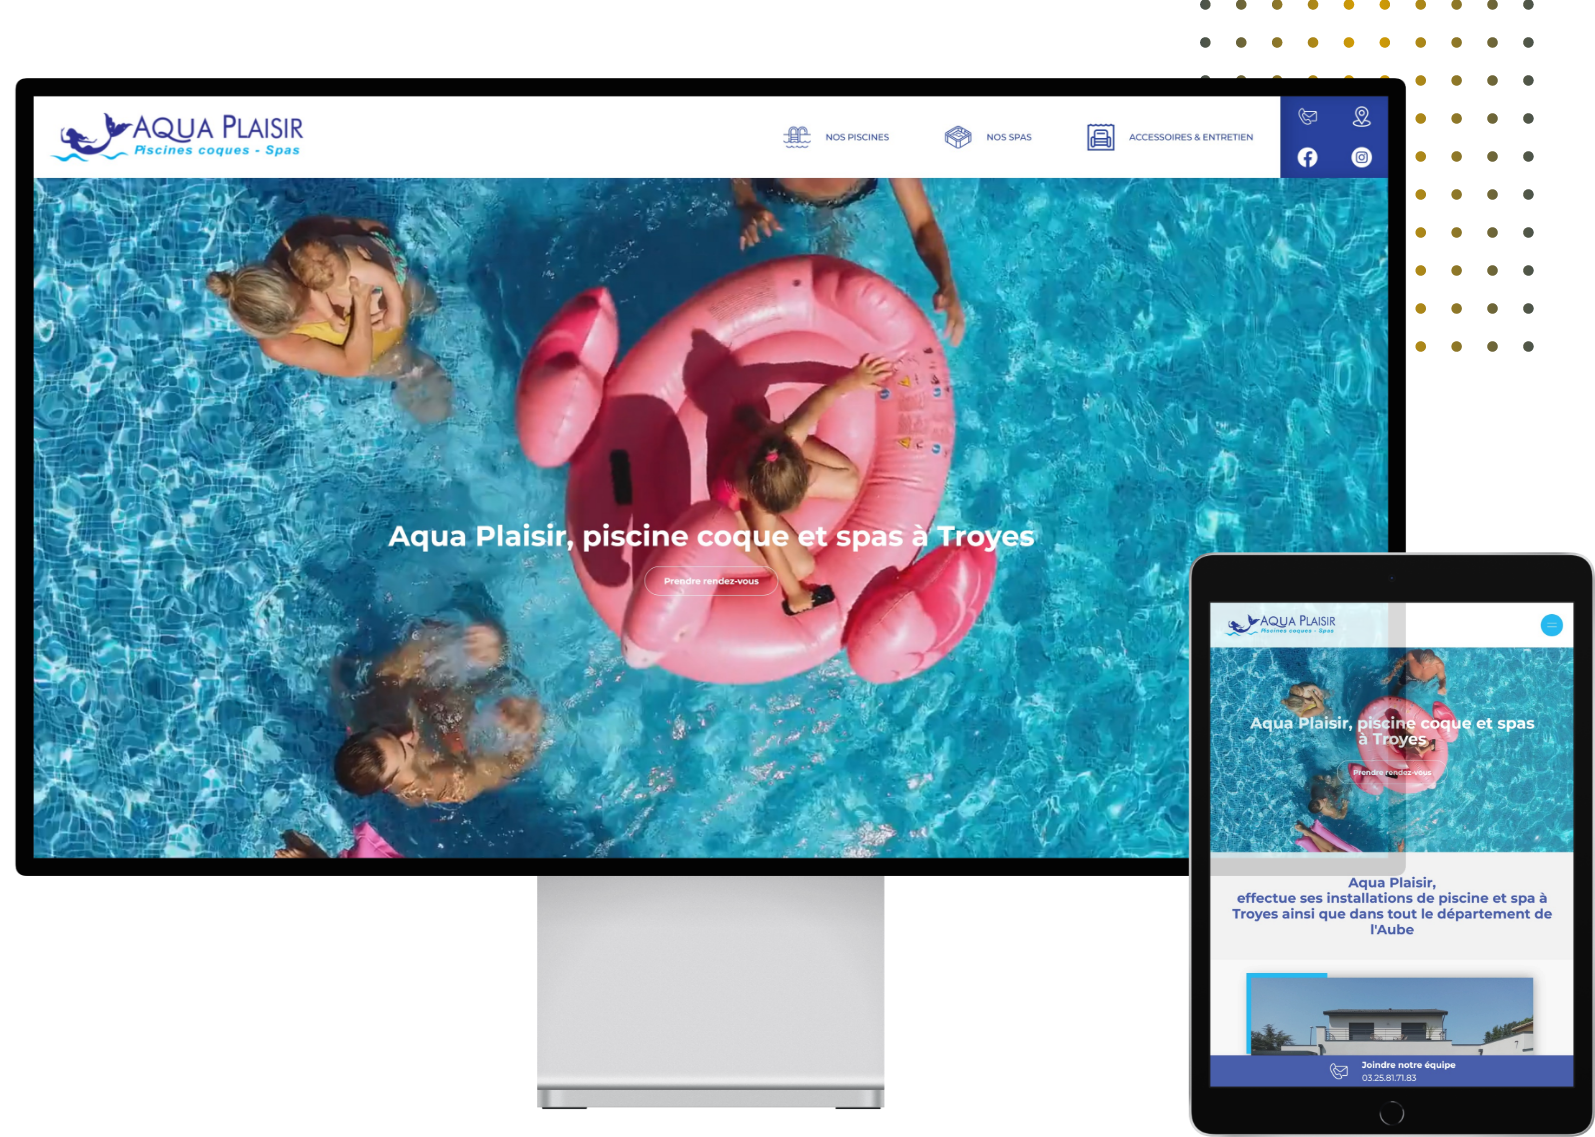 AQUA PLAISIR
Piscines coques - Spas
NOS PISCINES
NOS SPAS
ACCESSOIRES & ENTRETIEN
Aqua Plaisir, piscine coque et spas à Troyes
Prendre rendez-vous
AQUA PLAISIR
Piscines coques - Spas
Aqua Plaisir, piscine coque et spas
à Troyes
Prendre rendez-vous
Aqua Plaisir,
effectue ses installations de piscine et spa à
Troyes ainsi que dans tout le département de
l'Aube
Joindre notre équipe
03.25.81.71.83